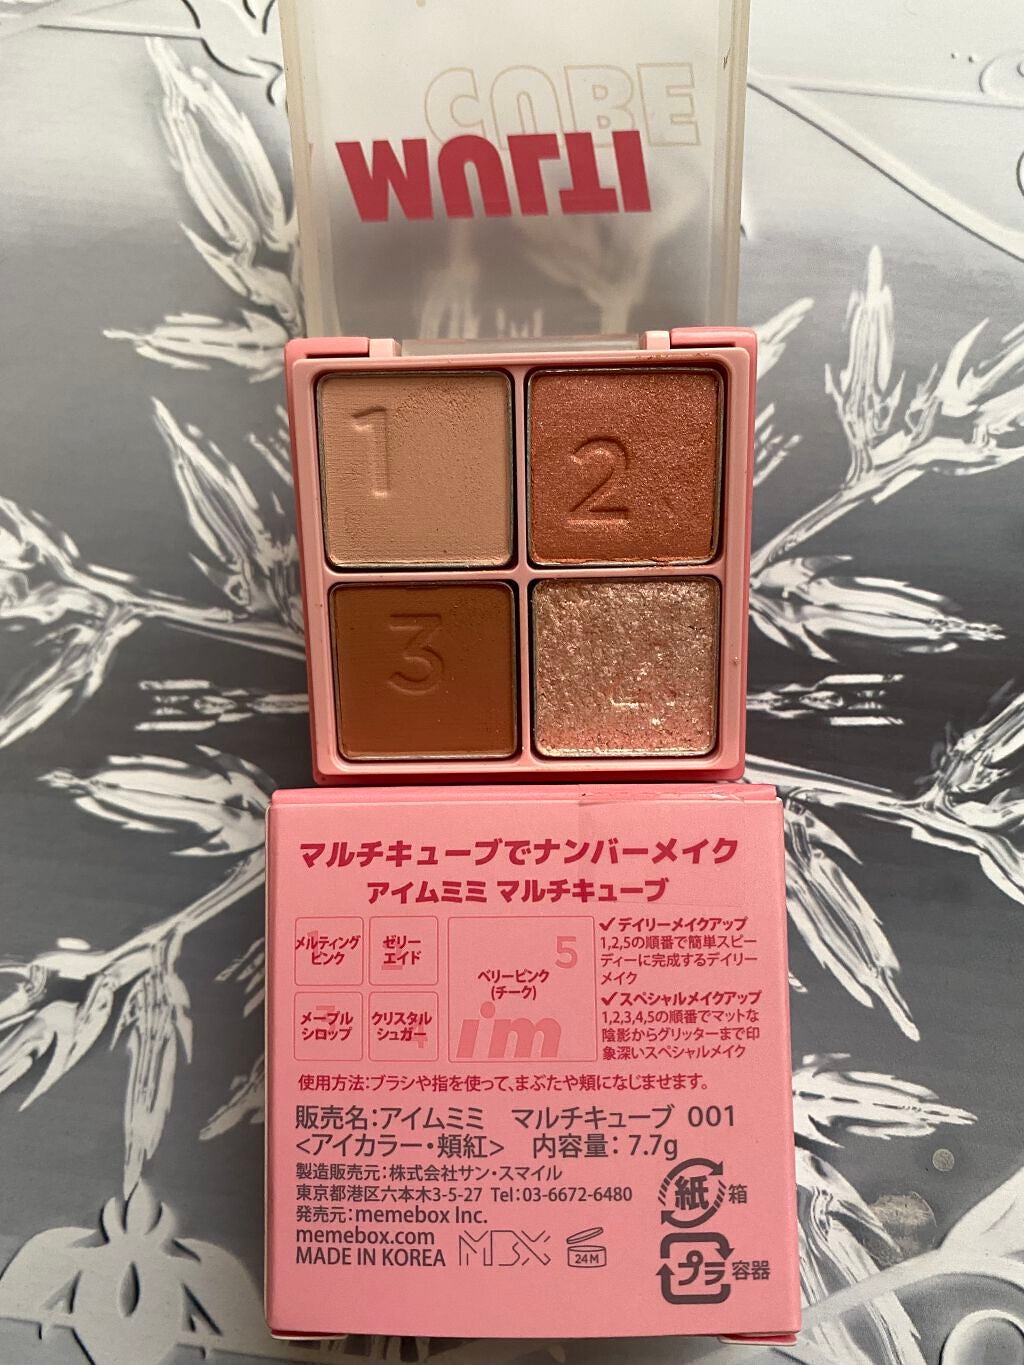 CUBE
MULTI
1
2
3
4
マルチキューブでナンバーメイク
アイムミミ マルチキューブ
1
メルティング
ピンク
2
ゼリー
エイド
3
メープル
シロップ
4
クリスタル
シュガー
5
ベリーピンク
(チーク)
i'm
✓デイリーメイクアップ
1,2,5の順番で簡単スピー
ディーに完成するデイリー
メイク
✓スペシャルメイクアップ
1,2,3,4,5の順番でマットな
陰影からグリッターまで印
象深いスペシャルメイク
使用方法:ブラシや指を使って、まぶたや頬になじませます。
販売名:アイムミミ マルチキューブ 001
<アイカラー・頬紅> 内容量:7.7g
製造販売元:株式会社サン・スマイル
東京都港区六本木3-5-27 Tel:03-6672-6480
発売元:memebox Inc.
memebox.com
MADE IN KOREA MBX 24M
紙 箱
プラ 容器